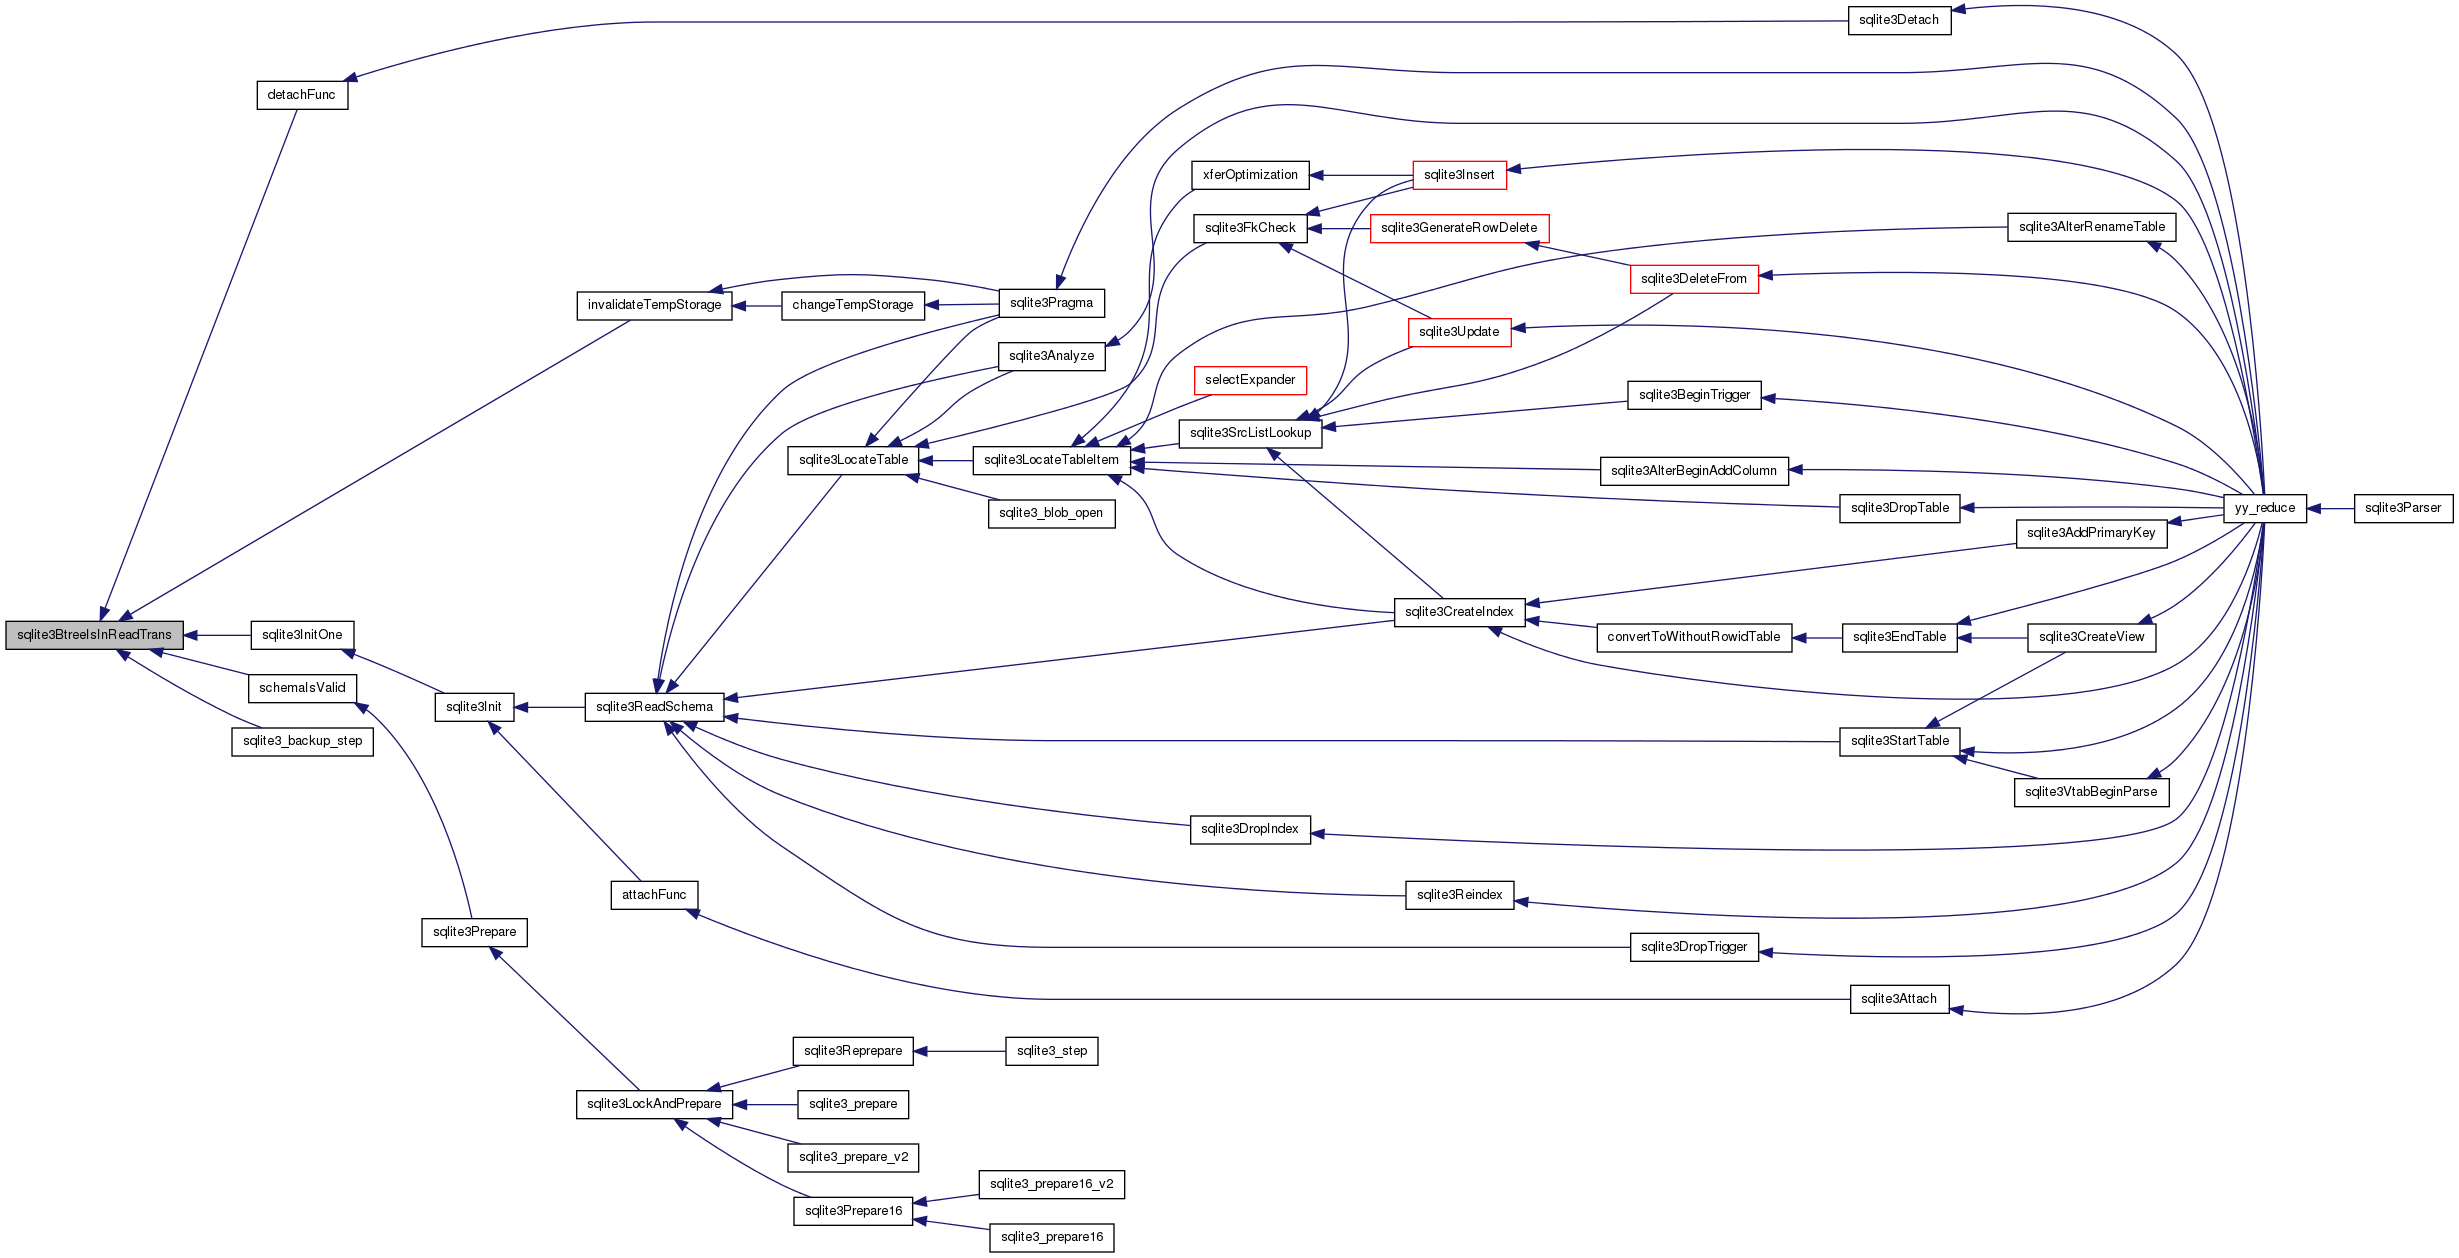 sqlite3Detach
detachFunc
xferOptimization
sqlite3Insert
sqlite3FkCheck
sqlite3GenerateRowDelete
sqlite3AlterRenameTable
sqlite3DeleteFrom
invalidateTempStorage
changeTempStorage
sqlite3Pragma
sqlite3Update
sqlite3Analyze
selectExpander
sqlite3BeginTrigger
sqlite3SrcListLookup
sqlite3LocateTable
sqlite3LocateTableItem
sqlite3AlterBeginAddColumn
sqlite3_blob_open
sqlite3DropTable
yy_reduce
sqlite3Parser
sqlite3AddPrimaryKey
sqlite3CreateIndex
sqlite3BtreeIsInReadTrans
sqlite3InitOne
convertToWithoutRowidTable
sqlite3EndTable
sqlite3CreateView
schemaIsValid
sqlite3Init
sqlite3ReadSchema
sqlite3_backup_step
sqlite3StartTable
sqlite3VtabBeginParse
sqlite3DropIndex
attachFunc
sqlite3Reindex
sqlite3Prepare
sqlite3DropTrigger
sqlite3Attach
sqlite3Reprepare
sqlite3_step
sqlite3LockAndPrepare
sqlite3_prepare
sqlite3_prepare_v2
sqlite3_prepare16_v2
sqlite3Prepare16
sqlite3_prepare16